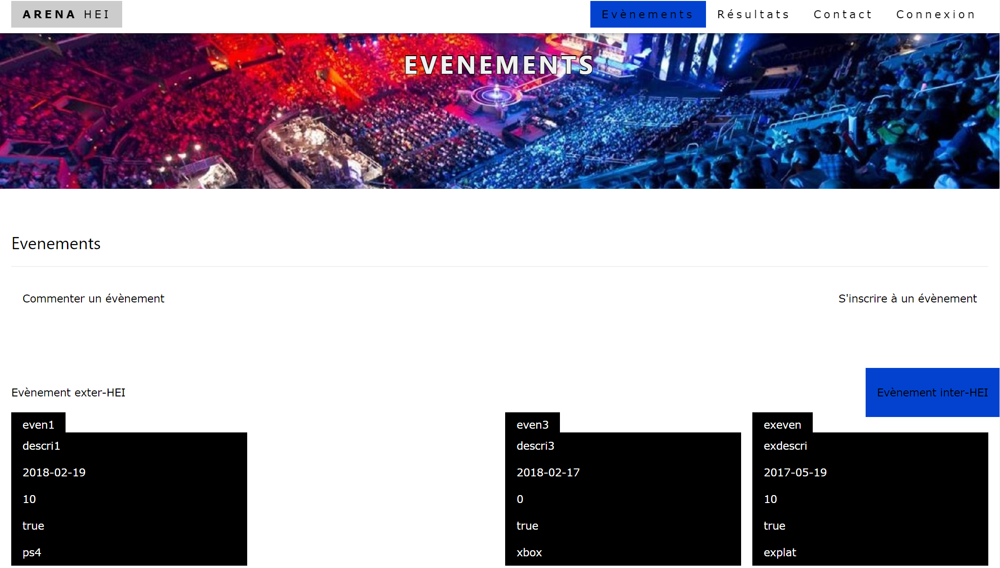 ARENA HEI
Evènements
Résultats
Contact
Connexion
EVENEMENTS
Evenements
Commenter un évènement
S'inscrire à un évènement
Evènement exter-HEI
Evènement inter-HEI
even1
descri1
2018-02-19
10
true
ps4
even3
descri3
2018-02-17
0
true
xbox
exeven
exdescri
2017-05-19
10
true
explat